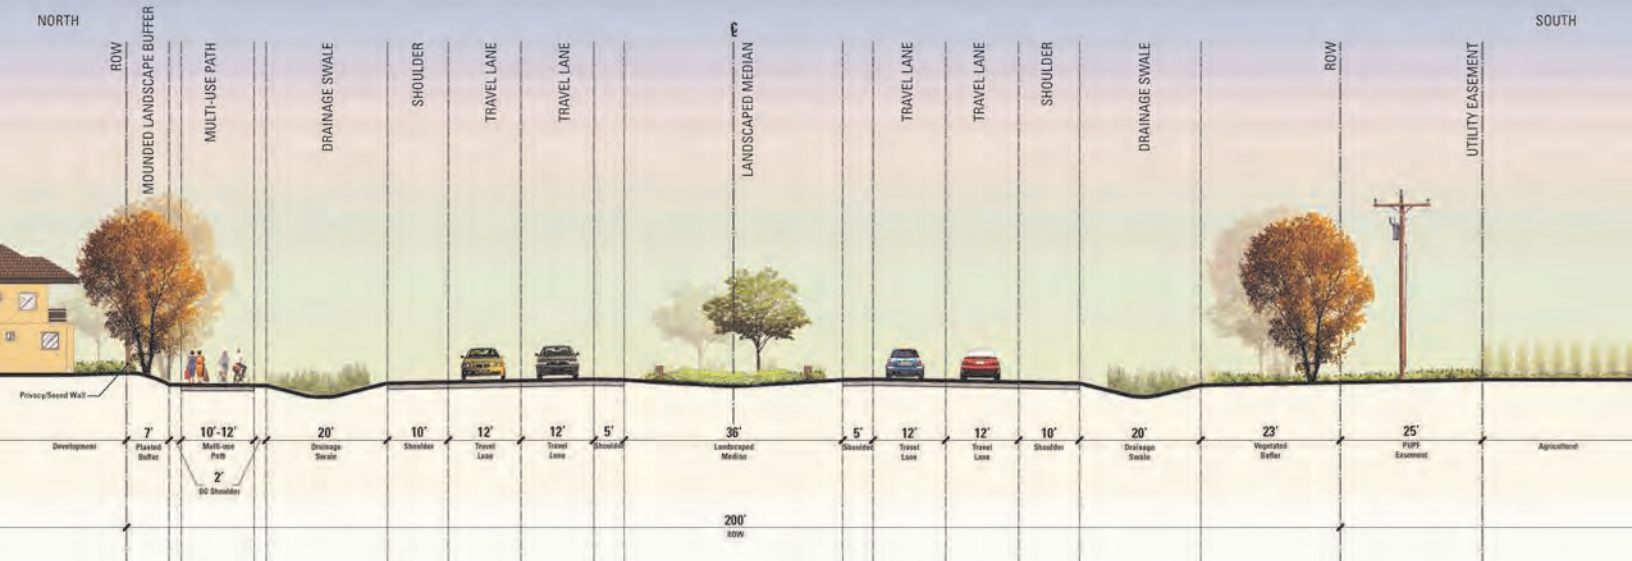 NORTH
SOUTH
ROW
MOUNDED LANDSCAPE BUFFER
MULTI-USE PATH
DRAINAGE SWALE
SHOULDER
TRAVEL LANE
TRAVEL LANE
LANDSCAPED MEDIAN
TRAVEL LANE
TRAVEL LANE
SHOULDER
DRAINAGE SWALE
ROW
UTILITY EASEMENT
Privacy/Sound Wall
Development
7'
Planted
Buffer
10'-12'
Multi-use
Path
2'
DG Shoulder
20'
Drainage
Swale
10'
Shoulder
12'
Travel
Lane
12'
Travel
Lane
5'
Shoulder
36'
Landscaped
Median
5'
Shoulder
12'
Travel
Lane
12'
Travel
Lane
10'
Shoulder
20'
Drainage
Swale
23'
Vegetated
Buffer
25'
Easement
Agricultural
200'
ROW